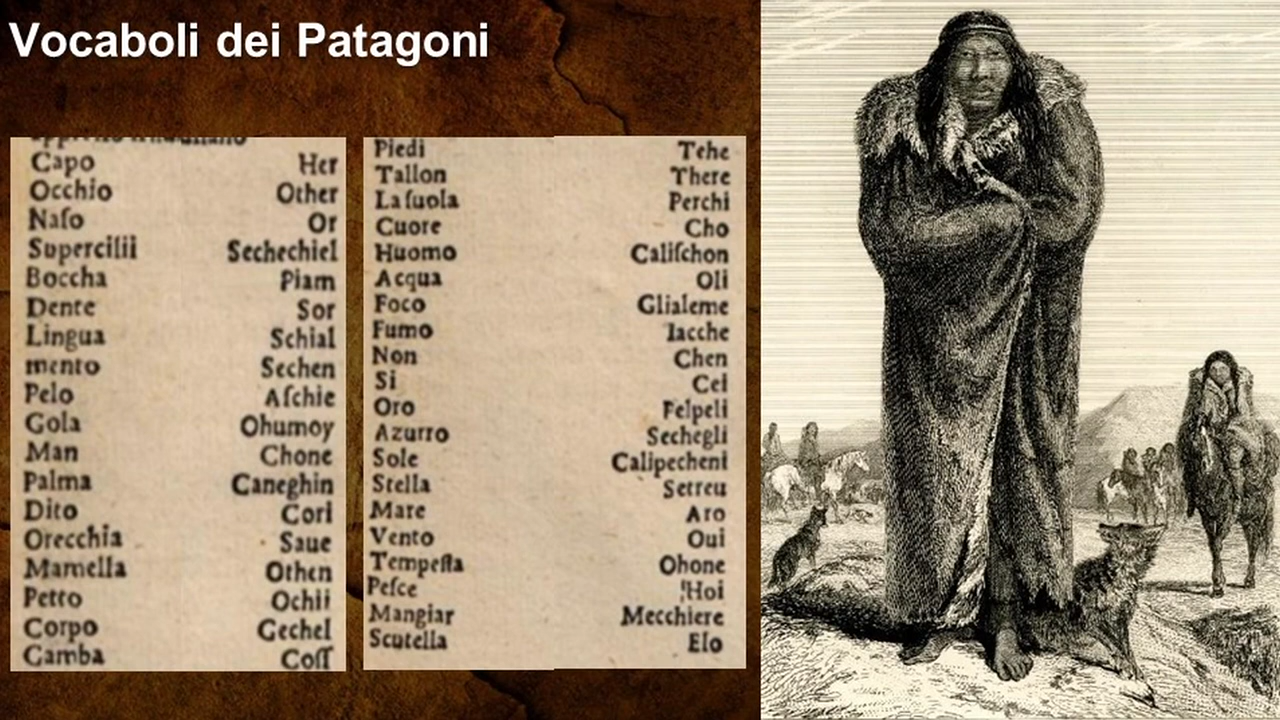 Vocaboli dei Patagoni
Capo Her
Occhio Other
Naſo Or
Supercilii Sechechiel
Boccha Piam
Dente Sor
Lingua Schial
mento Sechen
Pelo Aſchie
Gola Ohumoy
Man Chone
Palma Caneghin
Dito Cori
Orecchia Saue
Mamella Othen
Petto Ochii
Corpo Gechel
Gamba Coſſ
Piedi Tehe
Tallon There
La ſuola Perchi
Cuore Cho
Huomo Caliſchon
Acqua Oli
Foco Glialeme
Fumo Iacche
Non Chen
Si Cei
Oro Pelpeli
Azurro Sechegli
Sole Calipecheni
Stella Setreu
Mare Aro
Vento Oui
Tempeſta Ohone
Peſce Hoi
Mangiar Mecchiere
Scutella Elo